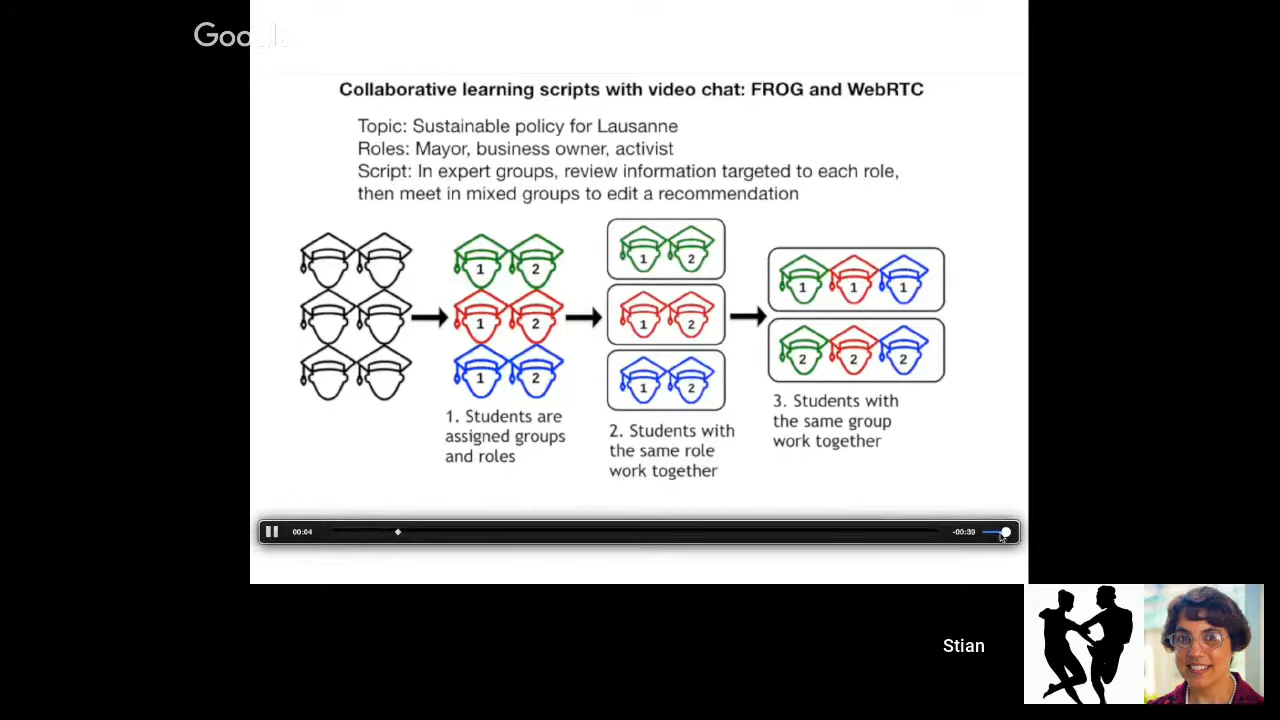 Google
Collaborative learning scripts with video chat: FROG and WebRTC
Topic: Sustainable policy for Lausanne
Roles: Mayor, business owner, activist
Script: In expert groups, review information targeted to each role,
then meet in mixed groups to edit a recommendation
1 2
1 2
1 2
1. Students are
assigned groups
and roles
1 2
1 2
1 2
2. Students with
the same role
work together
1 1 1
2 2 2
3. Students with
the same group
work together
00:04
-00:39
Stian